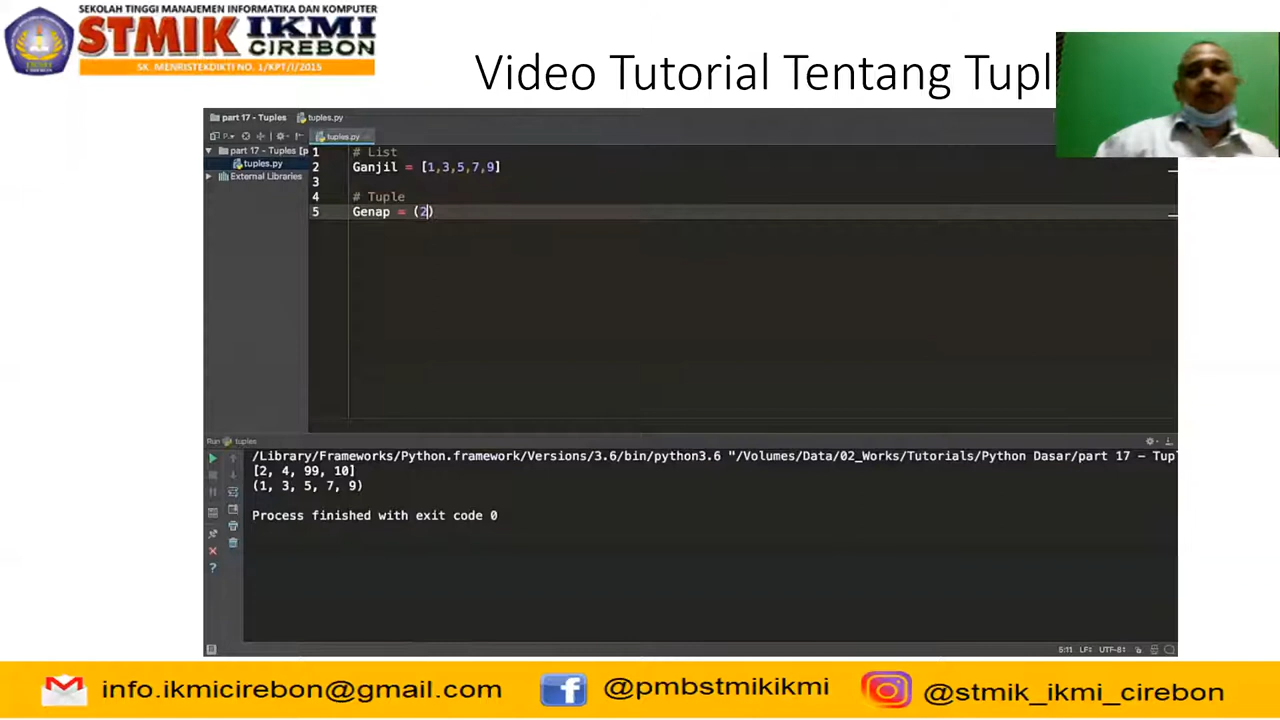 SEKOLAH TINGGI MANAJEMEN INFORMATIKA DAN KOMPUTER
STMIK IKMI
CIREBON
SK. MENRISTEKDIKTI NO. 1/KPT/I/2015
Video Tutorial Tentang Tupl
part 17 - Tuples tuples.py
P.. tuples.py
part 17 - Tuples [p
tuples.py
External Libraries
1 # List
2 Ganjil = [1,3,5,7,9]
3
4 # Tuple
5 Genap = (2)
Run tuples
/Library/Frameworks/Python.framework/Versions/3.6/bin/python3.6 "/Volumes/Data/02_Works/Tutorials/Python Dasar/part 17 - Tup
[2, 4, 99, 10]
(1, 3, 5, 7, 9)
Process finished with exit code 0
5:11 LF÷ UTF-8÷
info.ikmicirebon@gmail.com @pmbstmikikmi @stmik_ikmi_cirebon